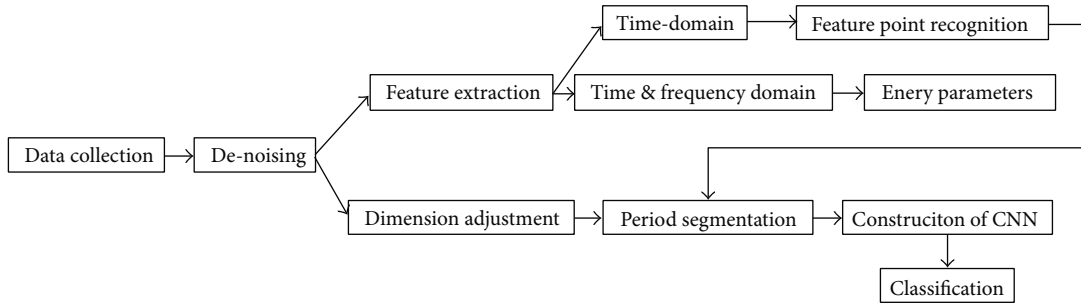 Time-domain
Feature point recognition
Feature extraction
Time & frequency domain
Enery parameters
Data collection
De-noising
Dimension adjustment
Period segmentation
Construciton of CNN
Classification